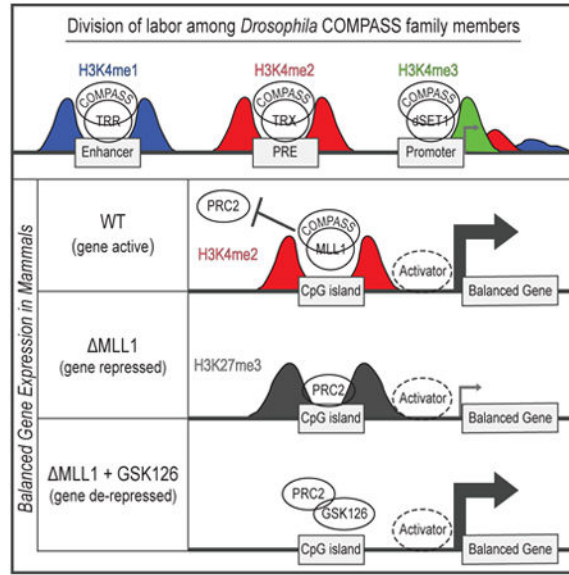 Division of labor among Drosophila COMPASS family members
H3K4me1 H3K4me2 H3K4me3
COMPASS COMPASS COMPASS
TRR TRX dSET1
Enhancer PRE Promoter
Balanced Gene Expression in Mammals
WT
(gene active)
PRC2
COMPASS
MLL1
H3K4me2
Activator
CpG island Balanced Gene
ΔMLL1
(gene repressed)
H3K27me3
PRC2
Activator
CpG island Balanced Gene
ΔMLL1 + GSK126
(gene de-repressed)
PRC2
GSK126
Activator
CpG island Balanced Gene